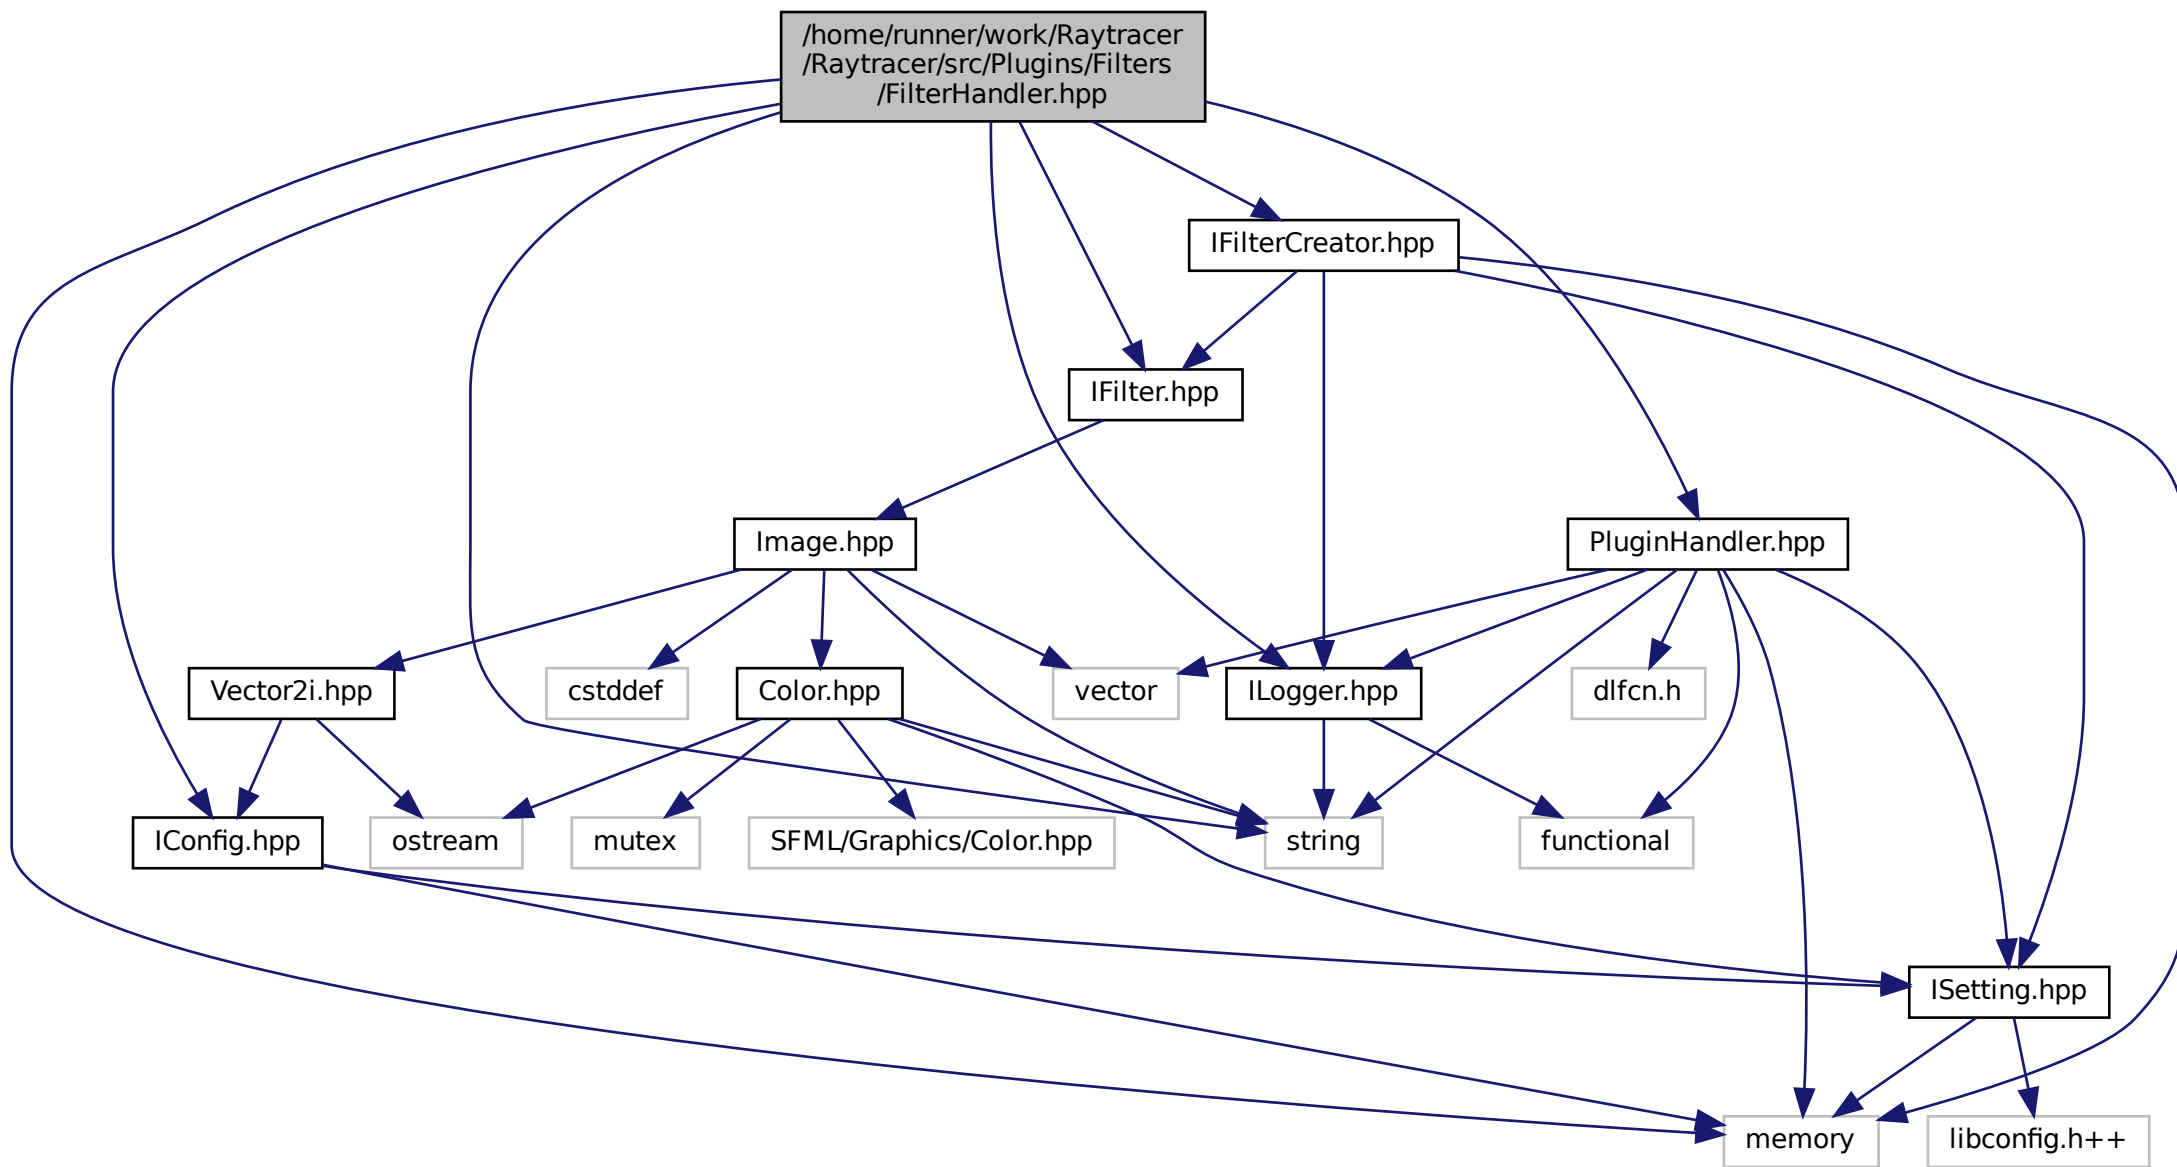 /home/runner/work/Raytracer
/Raytracer/src/Plugins/Filters
/FilterHandler.hpp
IFilterCreator.hpp
IFilter.hpp
Image.hpp
PluginHandler.hpp
Vector2i.hpp
cstddef
Color.hpp
vector
ILogger.hpp
dlfcn.h
IConfig.hpp
ostream
mutex
SFML/Graphics/Color.hpp
string
functional
ISetting.hpp
memory
libconfig.h++